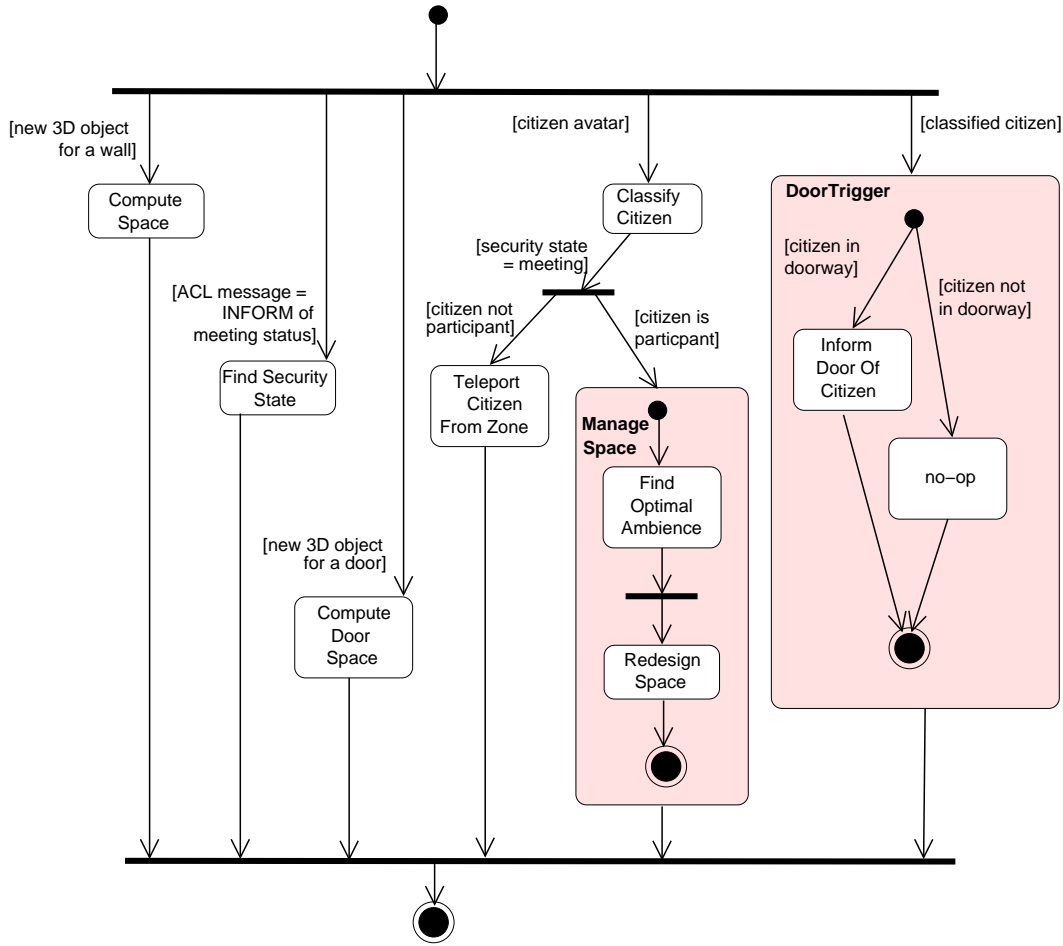 [new 3D object
for a wall]
Compute
Space
[ACL message =
INFORM of
meeting status]
Find Security
State
[new 3D object
for a door]
Compute
Door
Space
[citizen avatar]
Classify
Citizen
[security state
= meeting]
[citizen not
participant]
Teleport
Citizen
From Zone
[citizen is
particpant]
Manage
Space
Find
Optimal
Ambience
Redesign
Space
[classified citizen]
DoorTrigger
[citizen in
doorway]
[citizen not
in doorway]
Inform
Door Of
Citizen
no−op